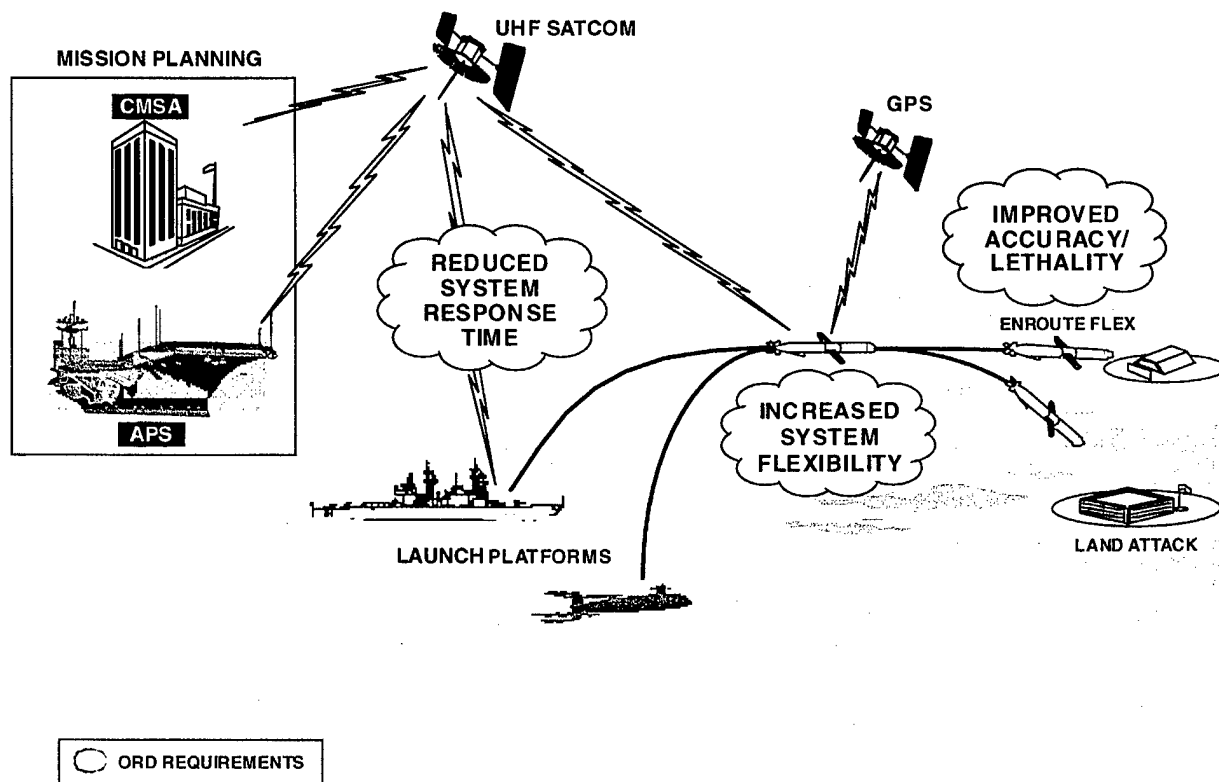 UHF SATCOM
MISSION PLANNING
CMSA
GPS
IMPROVED
ACCURACY/
LETHALITY
REDUCED
SYSTEM
RESPONSE
TIME
ENROUTE FLEX
INCREASED
SYSTEM
FLEXIBILITY
APS
LAUNCH PLATFORMS
LAND ATTACK
ORD REQUIREMENTS